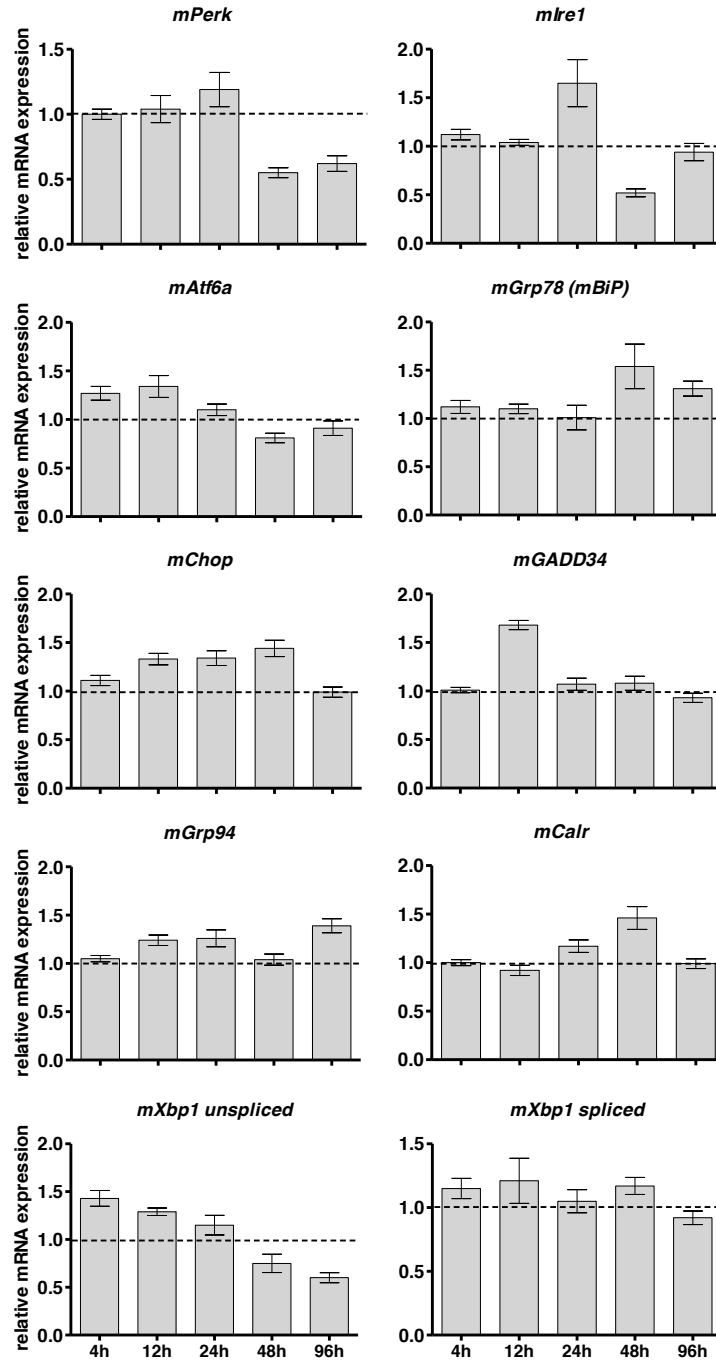 mPerk
relative mRNA expression
1.5
1.0
0.5
0.0
mIre1
2.0
1.5
1.0
0.5
0.0
mAtf6a
relative mRNA expression
2.0
1.5
1.0
0.5
0.0
mGrp78 (mBiP)
2.0
1.5
1.0
0.5
0.0
mChop
relative mRNA expression
2.0
1.5
1.0
0.5
0.0
mGADD34
2.0
1.5
1.0
0.5
0.0
mGrp94
relative mRNA expression
2.0
1.5
1.0
0.5
0.0
mCalr
2.0
1.5
1.0
0.5
0.0
mXbp1 unspliced
relative mRNA expression
2.0
1.5
1.0
0.5
0.0
4h 12h 24h 48h 96h
mXbp1 spliced
1.5
1.0
0.5
0.0
4h 12h 24h 48h 96h